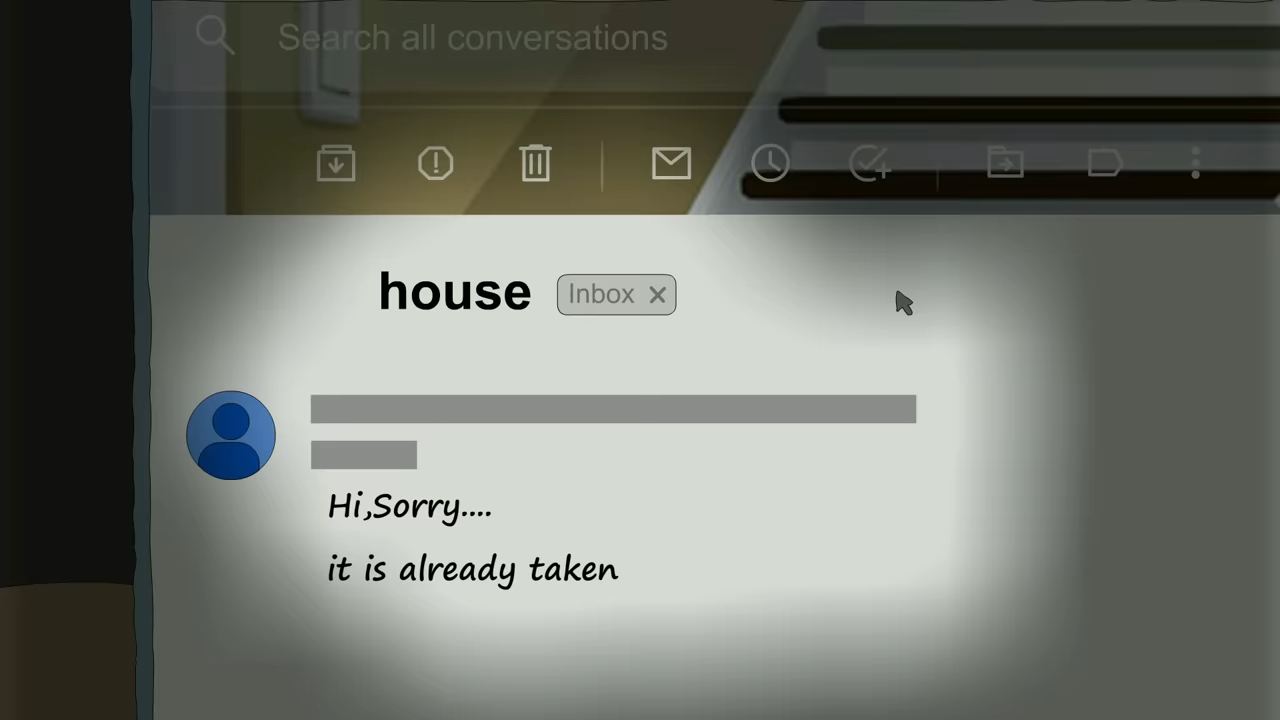 Search all conversations
house Inbox
Hi,Sorry....
it is already taken